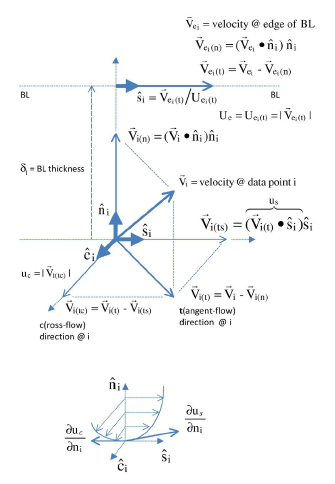 V⃗eᵢ = velocity @ edge of BL
V⃗eᵢ(n) = (V⃗eᵢ • n̂ᵢ) n̂ᵢ
V⃗eᵢ(t) = V⃗eᵢ - V⃗eᵢ(n)
BL
BL
ŝᵢ = V⃗eᵢ(t)/Ueᵢ(t)
Uₑ = Ueᵢ(t) = |V⃗eᵢ(t)|
V⃗i(n) = (V⃗ᵢ • n̂ᵢ)n̂ᵢ
δᵢ = BL thickness
V⃗ᵢ = velocity @ data point i
n̂ᵢ
uₛ
ŝᵢ
V⃗i(ts) = (V⃗i(t) • ŝᵢ)ŝᵢ
ĉᵢ
u_c = |V⃗i(tc)|
V⃗i(tc) = V⃗i(t) - V⃗i(ts)
V⃗i(t) = V⃗ᵢ - V⃗i(n)
c(ross-flow)
direction @ i
t(angent-flow)
direction @ i
n̂ᵢ
∂u_c/∂nᵢ
∂uₛ/∂nᵢ
ĉᵢ
ŝᵢ